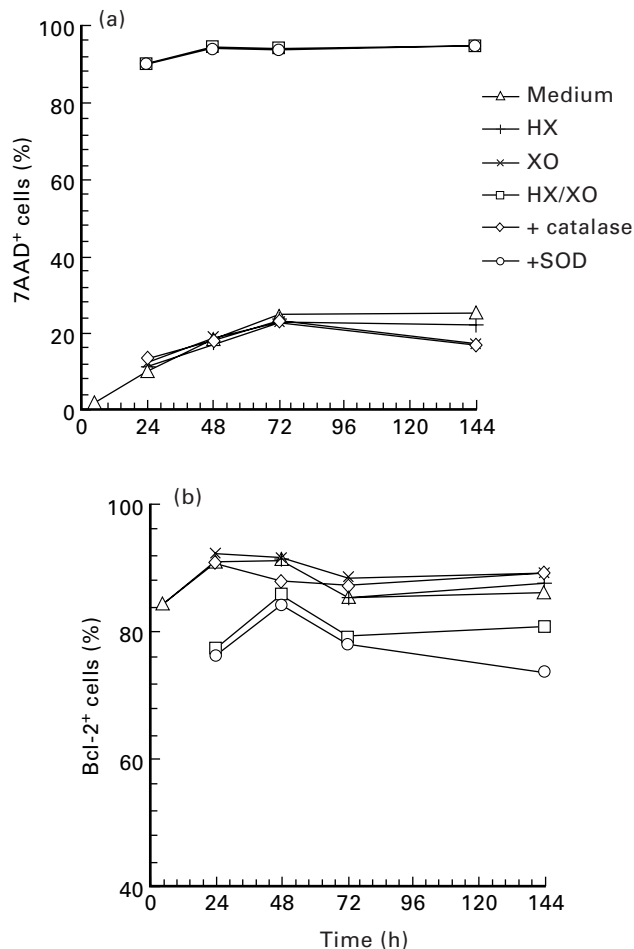 (a)
100
80
60
40
20
0
7AAD⁺ cells (%)
0 24 48 72 96 120 144
Medium
HX
XO
HX/XO
+ catalase
+SOD
(b)
100
80
60
40
Bcl-2⁺ cells (%)
0 24 48 72 96 120 144
Time (h)